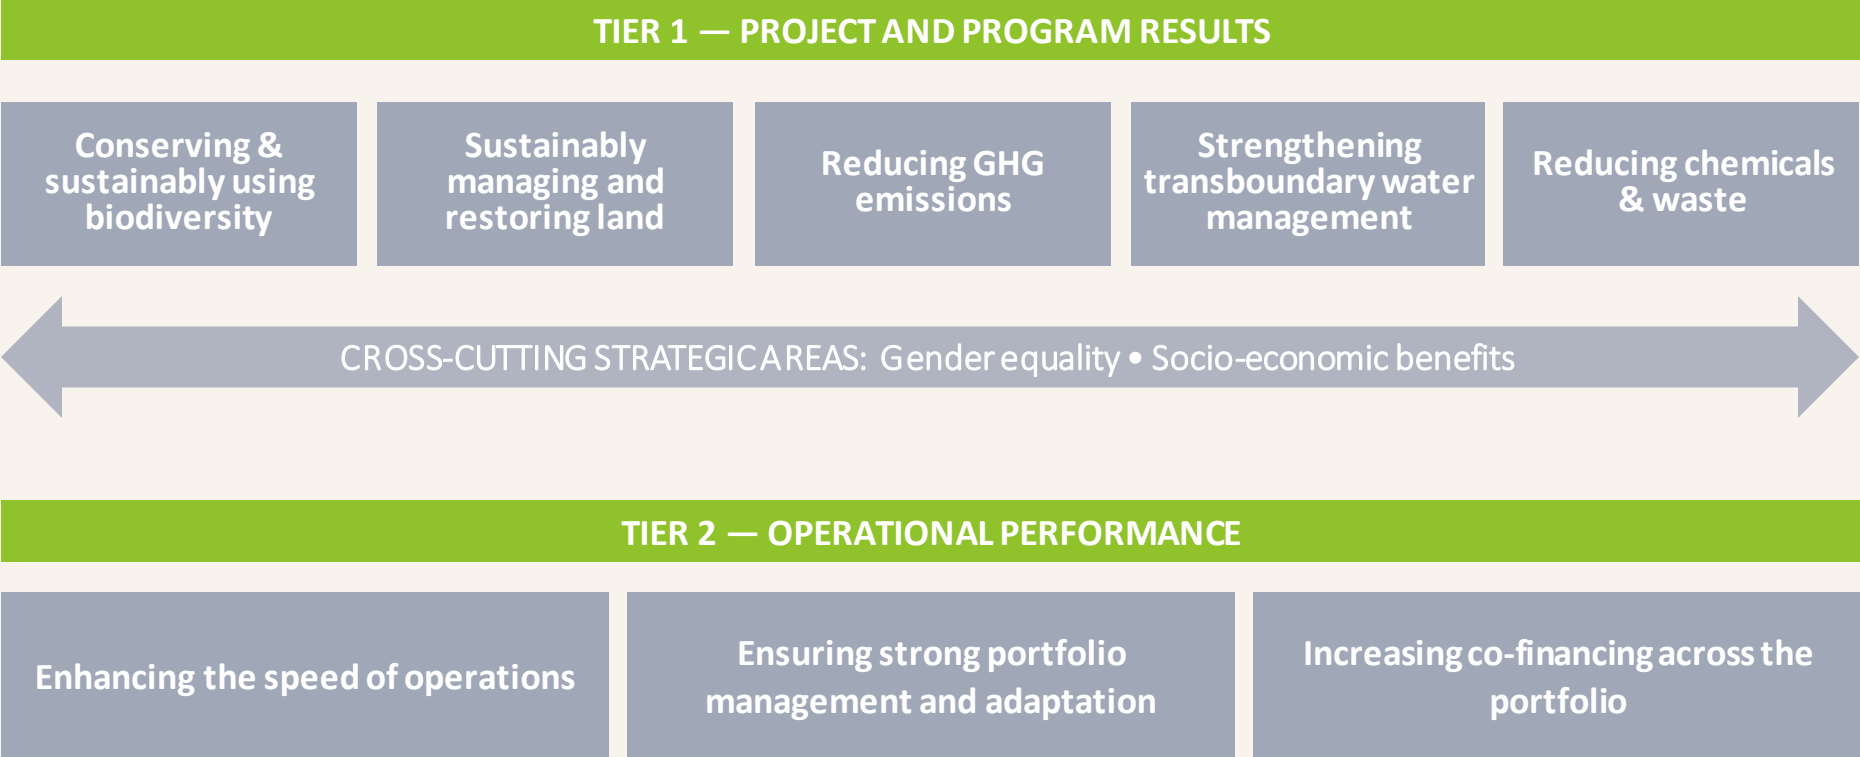 TIER 1 — PROJECT AND PROGRAM RESULTS
Conserving &
sustainably using
biodiversity
Sustainably
managing and
restoring land
Reducing GHG
emissions
Strengthening
transboundary water
management
Reducing chemicals
& waste
CROSS-CUTTING STRATEGIC AREAS: Gender equality • Socio-economic benefits
TIER 2 — OPERATIONAL PERFORMANCE
Enhancing the speed of operations
Ensuring strong portfolio
management and adaptation
Increasing co-financing across the
portfolio